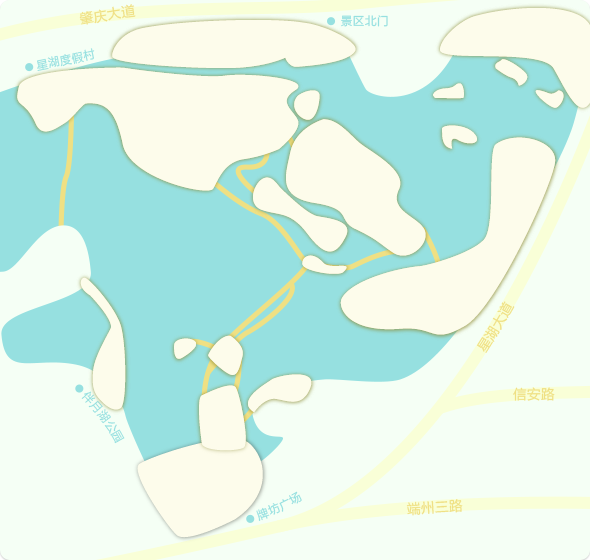 肇庆大道
景区北门
星湖度假村
星湖大道
信安路
伴月湖公园
牌坊广场
端州三路